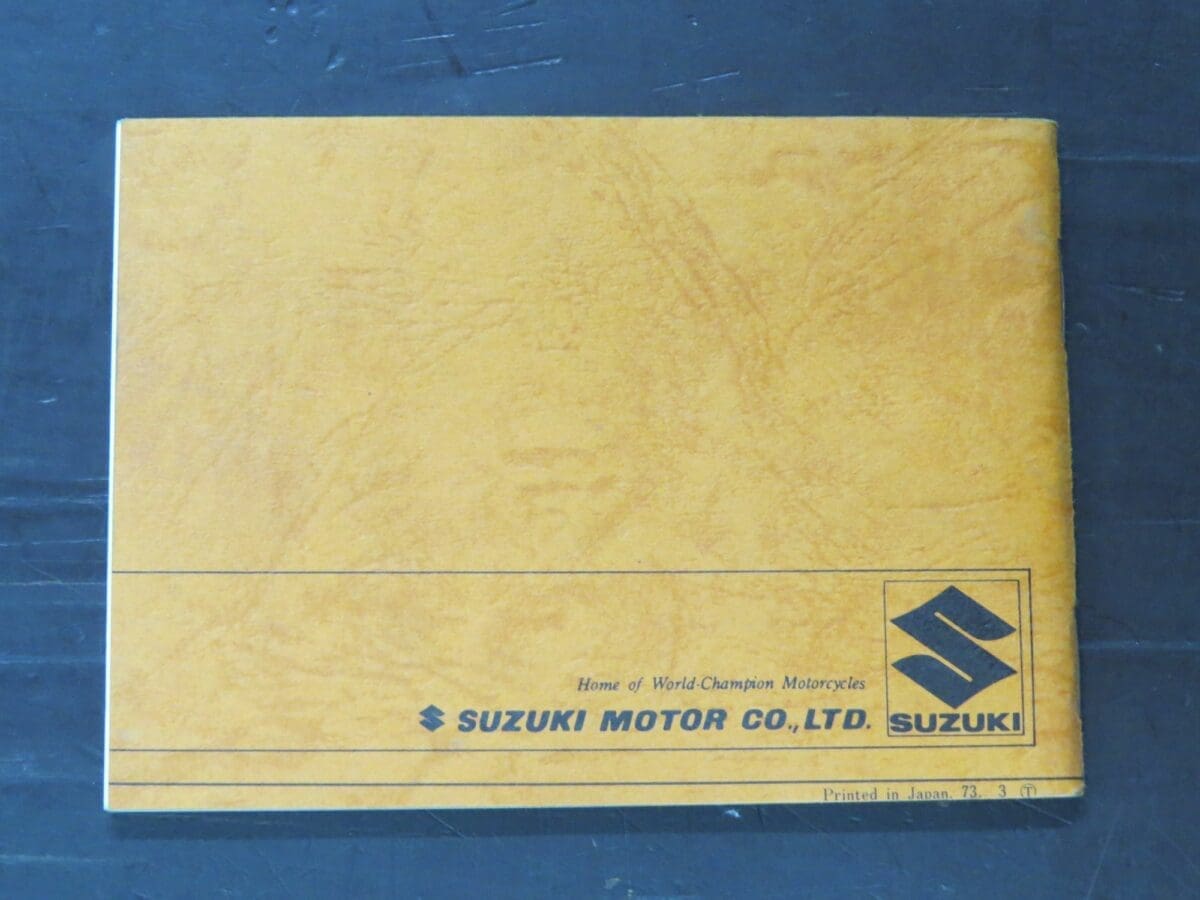 Home of World-Champion Motorcycles
SUZUKI MOTOR CO.,LTD.
SUZUKI
Printed in Japan. 73. 3 Ⓣ